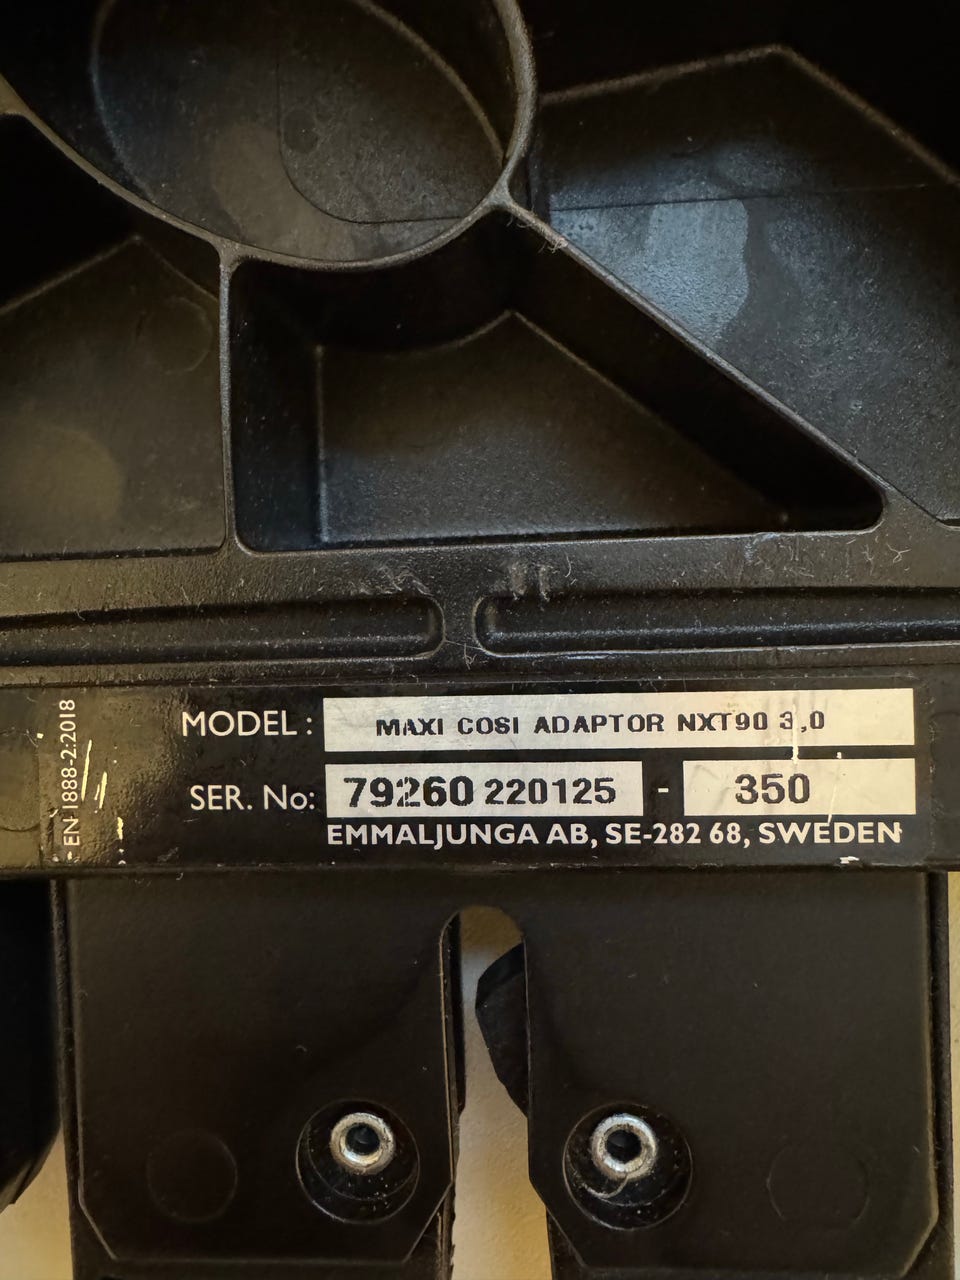 MODEL : MAXI COSI ADAPTOR NXT90 3,0
SER. No: 79260 220125 - 350
EMMALJUNGA AB, SE-282 68, SWEDEN
EN 1888-2:2018